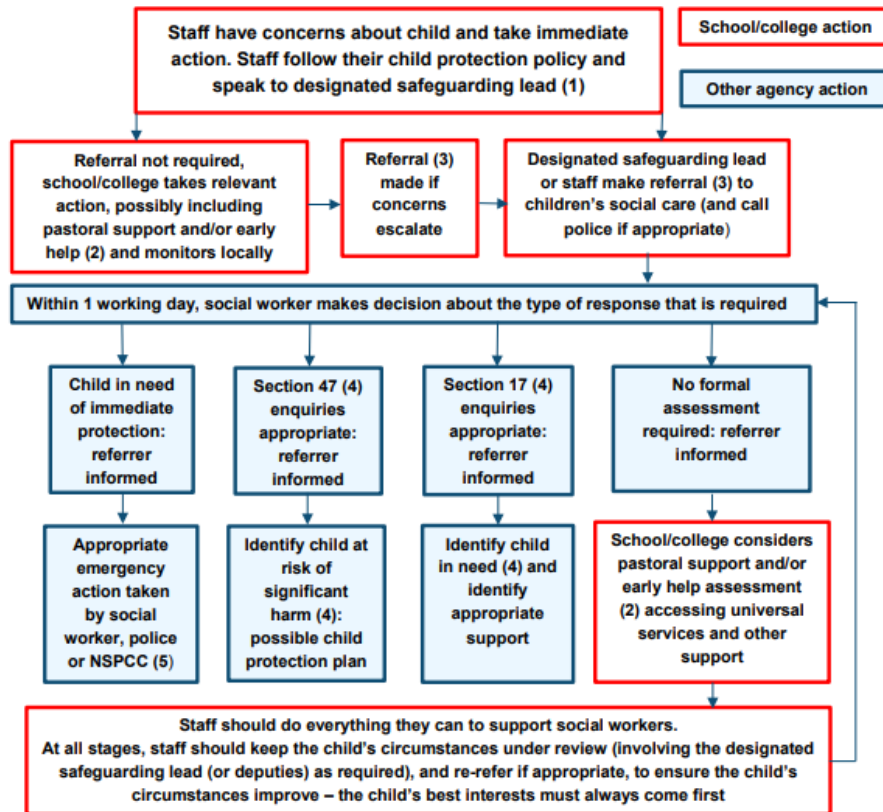 Staff have concerns about child and take immediate
action. Staff follow their child protection policy and
speak to designated safeguarding lead (1)
School/college action
Other agency action
Referral not required,
school/college takes relevant
action, possibly including
pastoral support and/or early
help (2) and monitors locally
Referral (3)
made if
concerns
escalate
Designated safeguarding lead
or staff make referral (3) to
children’s social care (and call
police if appropriate)
Within 1 working day, social worker makes decision about the type of response that is required
Child in need
of immediate
protection:
referrer
informed
Section 47 (4)
enquiries
appropriate:
referrer
informed
Section 17 (4)
enquiries
appropriate:
referrer
informed
No formal
assessment
required: referrer
informed
Appropriate
emergency
action taken
by social
worker, police
or NSPCC (5)
Identify child at
risk of
significant
harm (4):
possible child
protection plan
Identify child
in need (4) and
identify
appropriate
support
School/college considers
pastoral support and/or
early help assessment
(2) accessing universal
services and other
support
Staff should do everything they can to support social workers.
At all stages, staff should keep the child’s circumstances under review (involving the designated
safeguarding lead (or deputies) as required), and re-refer if appropriate, to ensure the child’s
circumstances improve – the child’s best interests must always come first